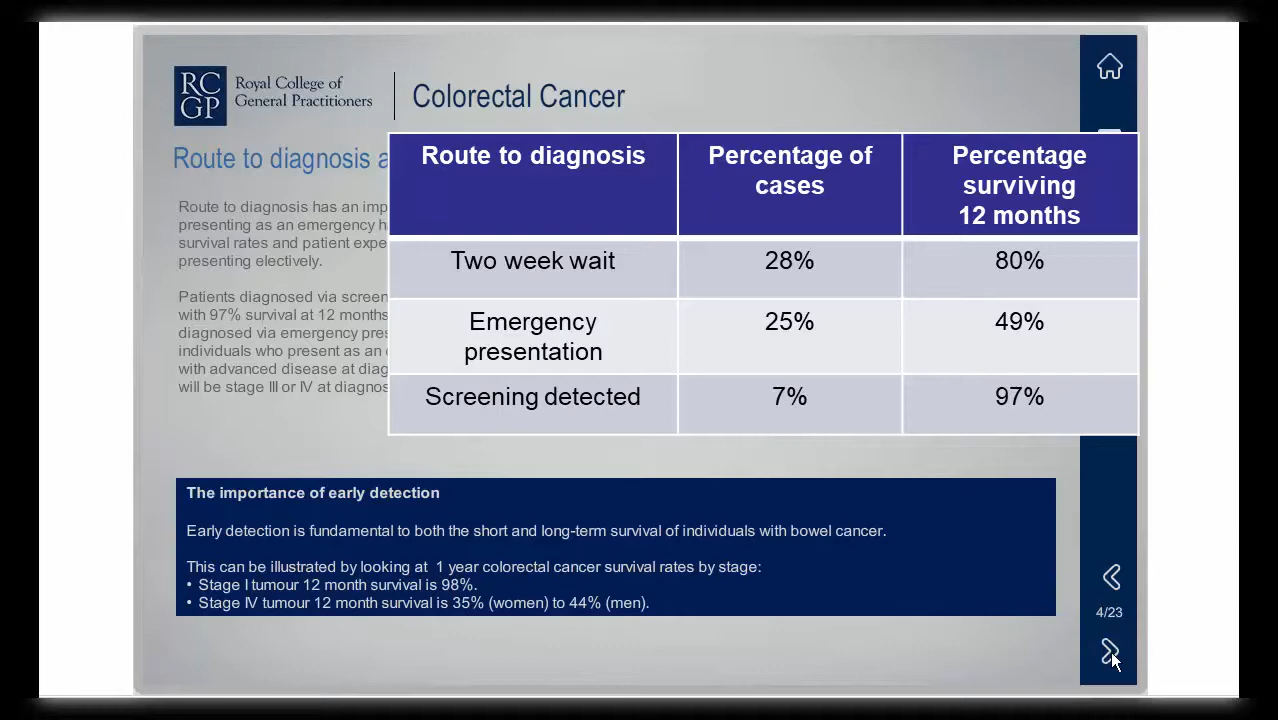 RC
GP
Royal College of
General Practitioners
Colorectal Cancer
Route to diagnosis
Route to diagnosis has an
presenting as an emergency
survival rates and patient
presenting electively.
Patients diagnosed via
with 97% survival at 12 months
diagnosed via emergency
individuals who present as an
with advanced disease at
will be stage III or IV at
Route to diagnosis
Percentage of
cases
Percentage
surviving
12 months
Two week wait
28%
80%
Emergency
presentation
25%
49%
Screening detected
7%
97%
The importance of early detection
Early detection is fundamental to both the short and long-term survival of individuals with bowel cancer.
This can be illustrated by looking at 1 year colorectal cancer survival rates by stage:
• Stage I tumour 12 month survival is 98%.
• Stage IV tumour 12 month survival is 35% (women) to 44% (men).
4/23